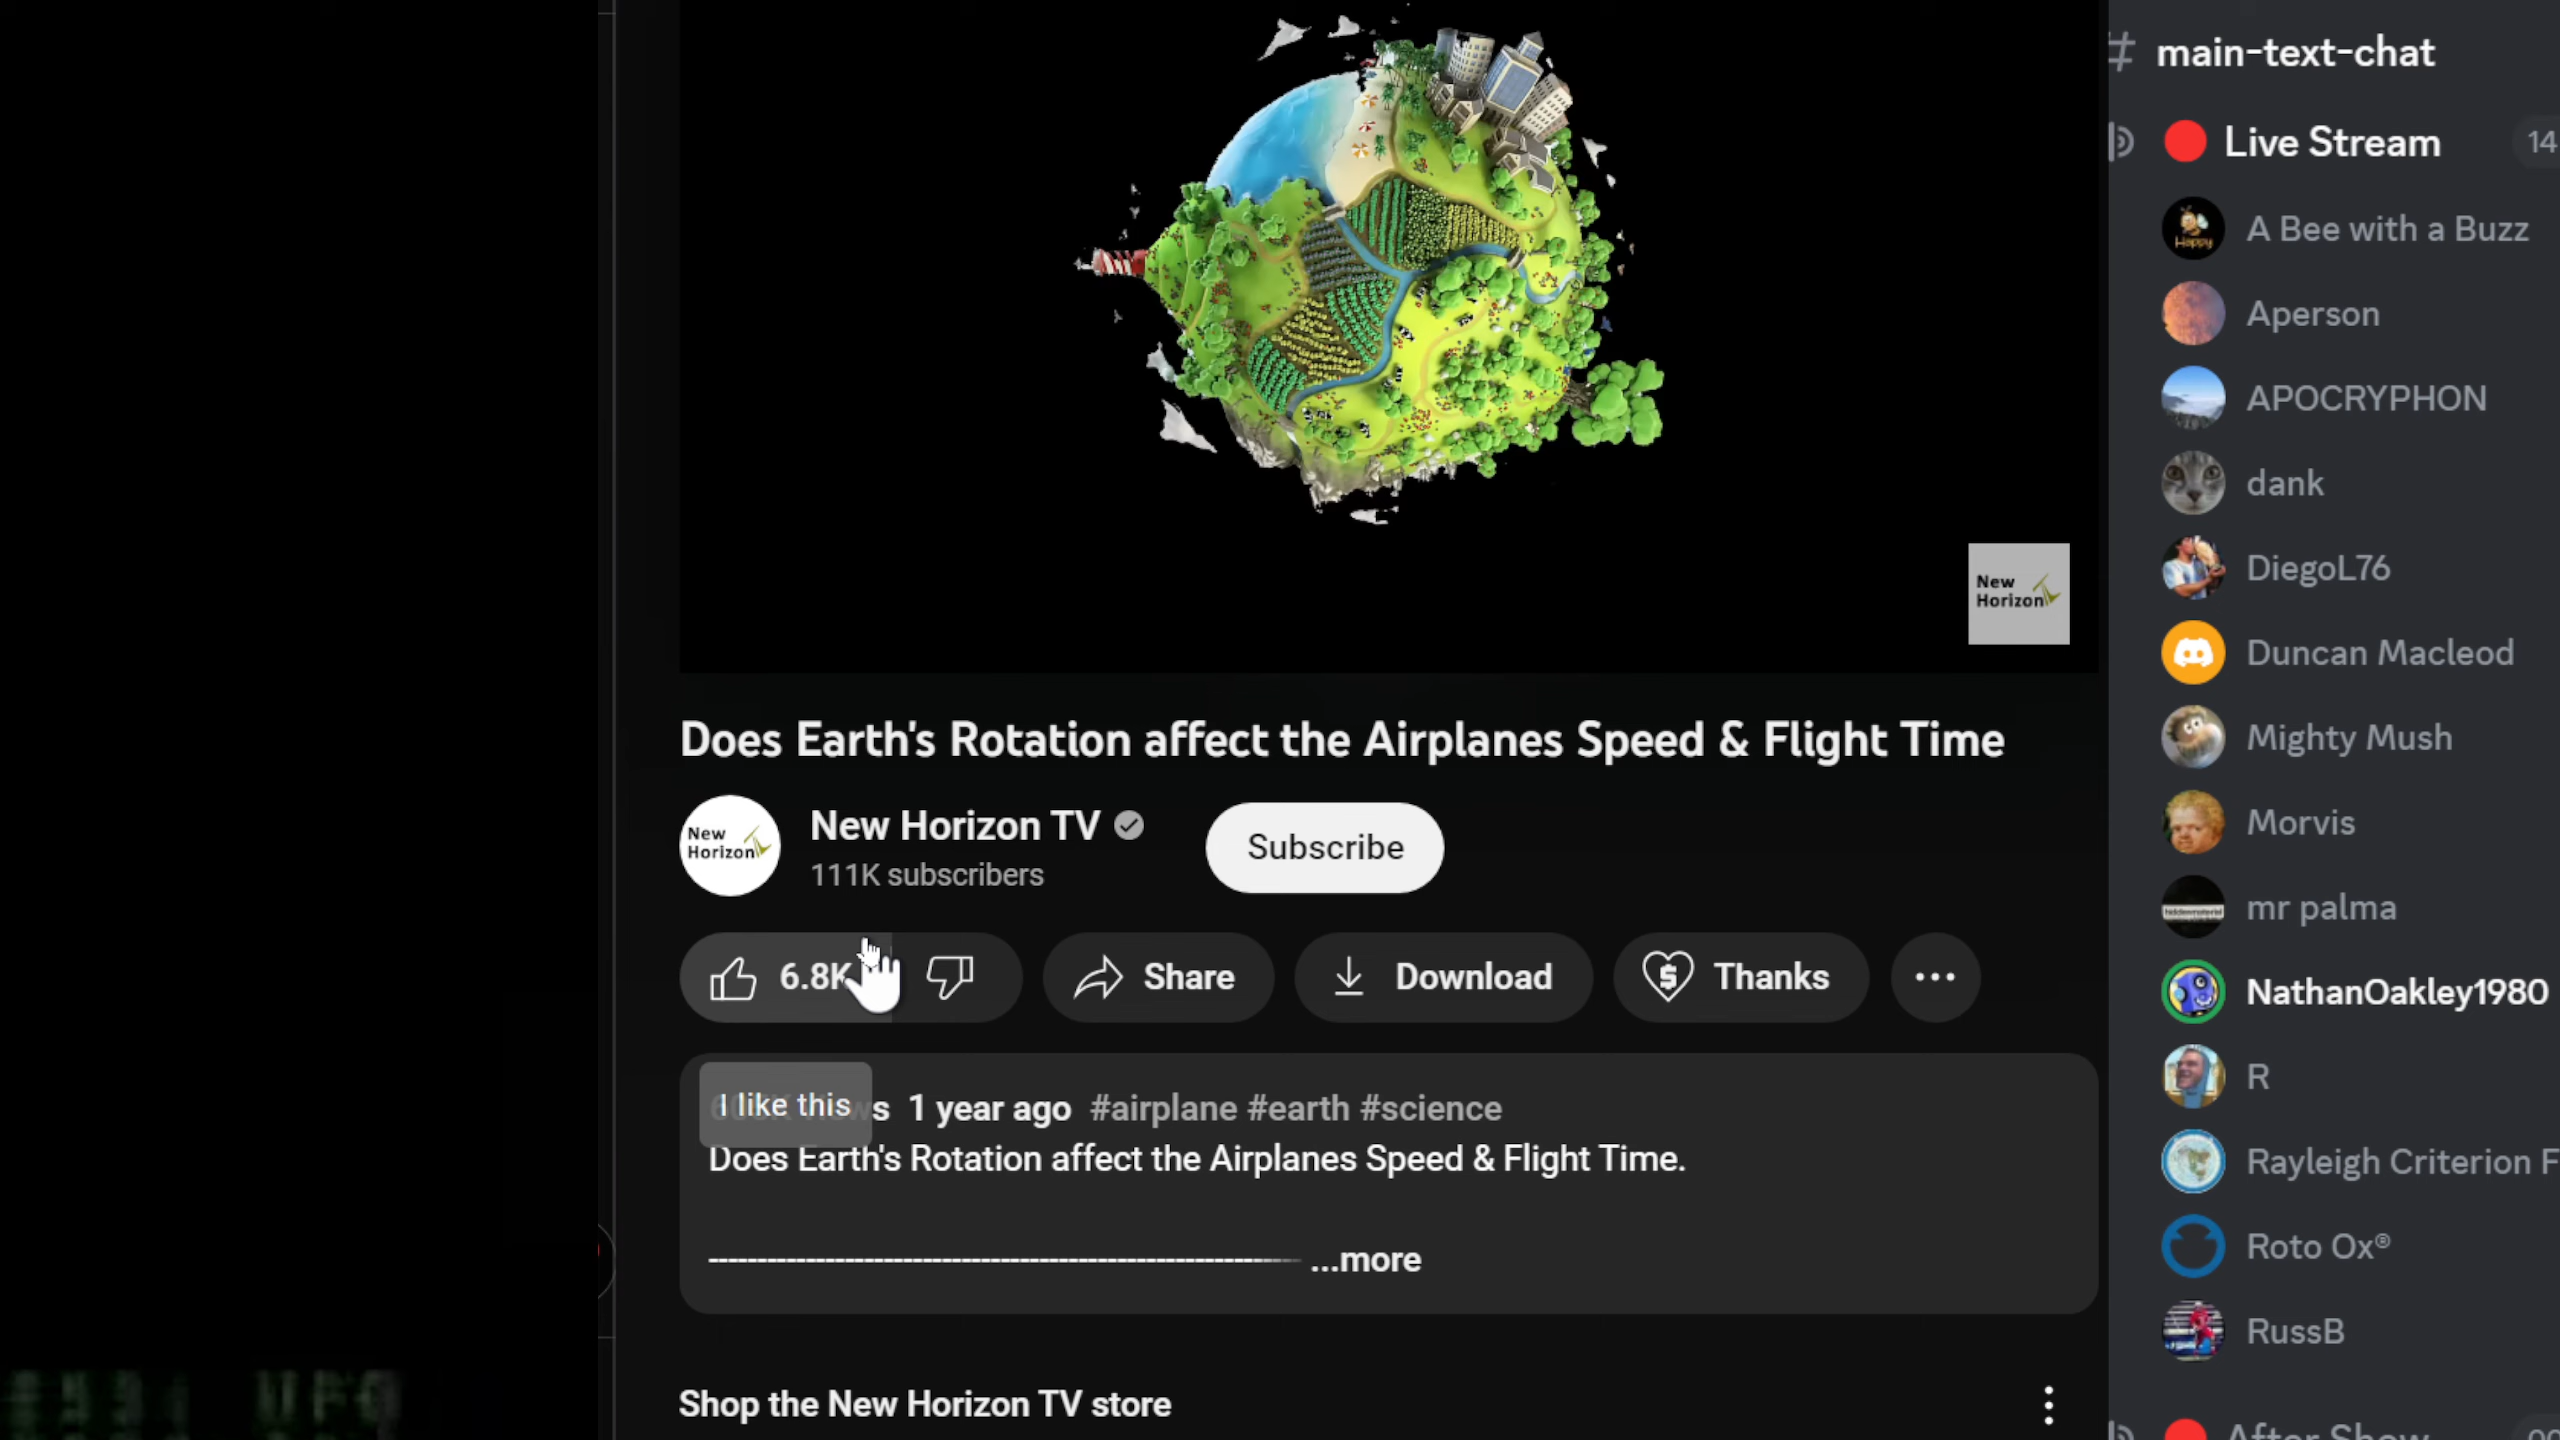 New
Horizon
Does Earth's Rotation affect the Airplanes Speed & Flight Time
New
Horizon
New Horizon TV
111K subscribers
Subscribe
6.8K
Share
Download
Thanks
I like this
1 year ago #airplane #earth #science
Does Earth's Rotation affect the Airplanes Speed & Flight Time.
...more
Shop the New Horizon TV store
# main-text-chat
Live Stream
14
A Bee with a Buzz
Happy
Aperson
APOCRYPHON
dank
DiegoL76
Duncan Macleod
Mighty Mush
Morvis
mr palma
NathanOakley1980
R
Rayleigh Criterion F
Roto Ox®
RussB
After Show